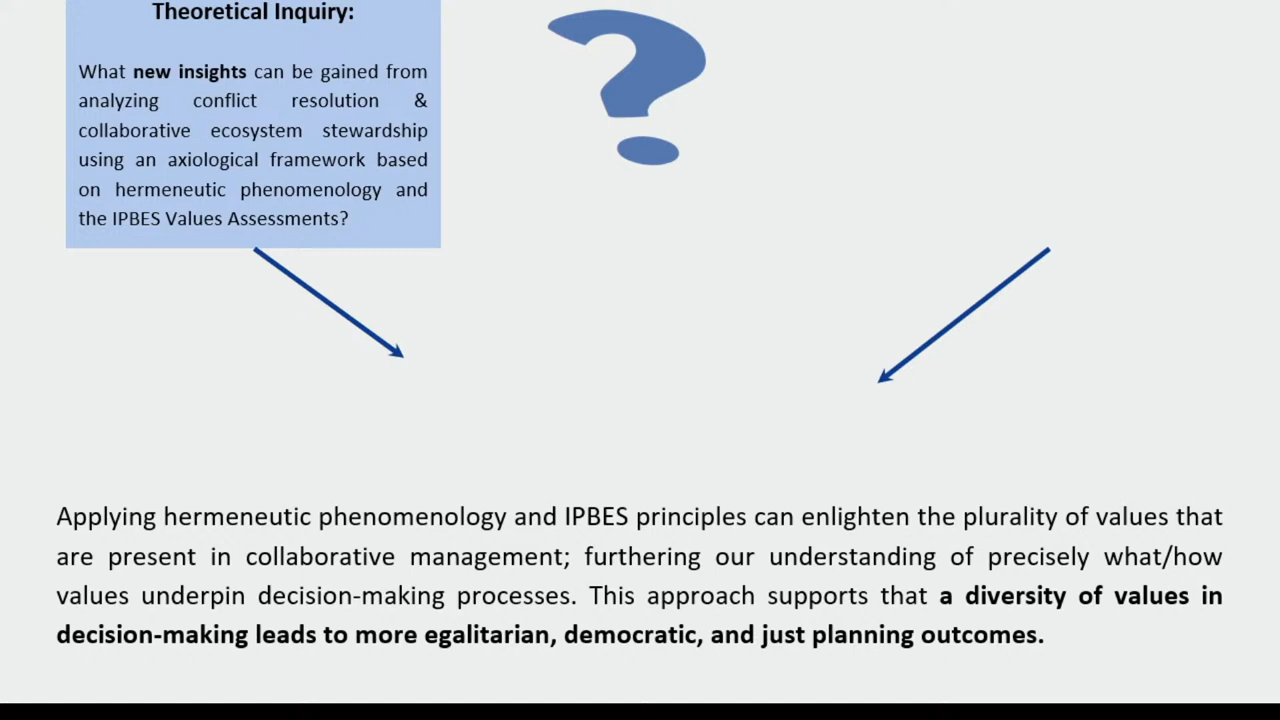 Theoretical Inquiry:
What new insights can be gained from
analyzing conflict resolution &
collaborative ecosystem stewardship
using an axiological framework based
on hermeneutic phenomenology and
the IPBES Values Assessments?
?
Applying hermeneutic phenomenology and IPBES principles can enlighten the plurality of values that
are present in collaborative management; furthering our understanding of precisely what/how
values underpin decision-making processes. This approach supports that a diversity of values in
decision-making leads to more egalitarian, democratic, and just planning outcomes.